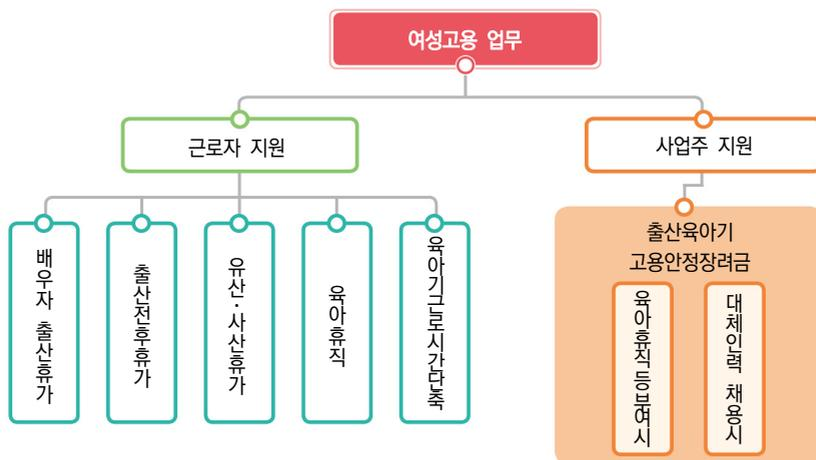 여성고용 업무
근로자 지원
사업주 지원
배우자 출산휴가
출산전후휴가
유산·사산휴가
육아휴직
육아기근로시간단축
출산육아기
고용안정장려금
육아휴직등부여시
대체인력 채용시